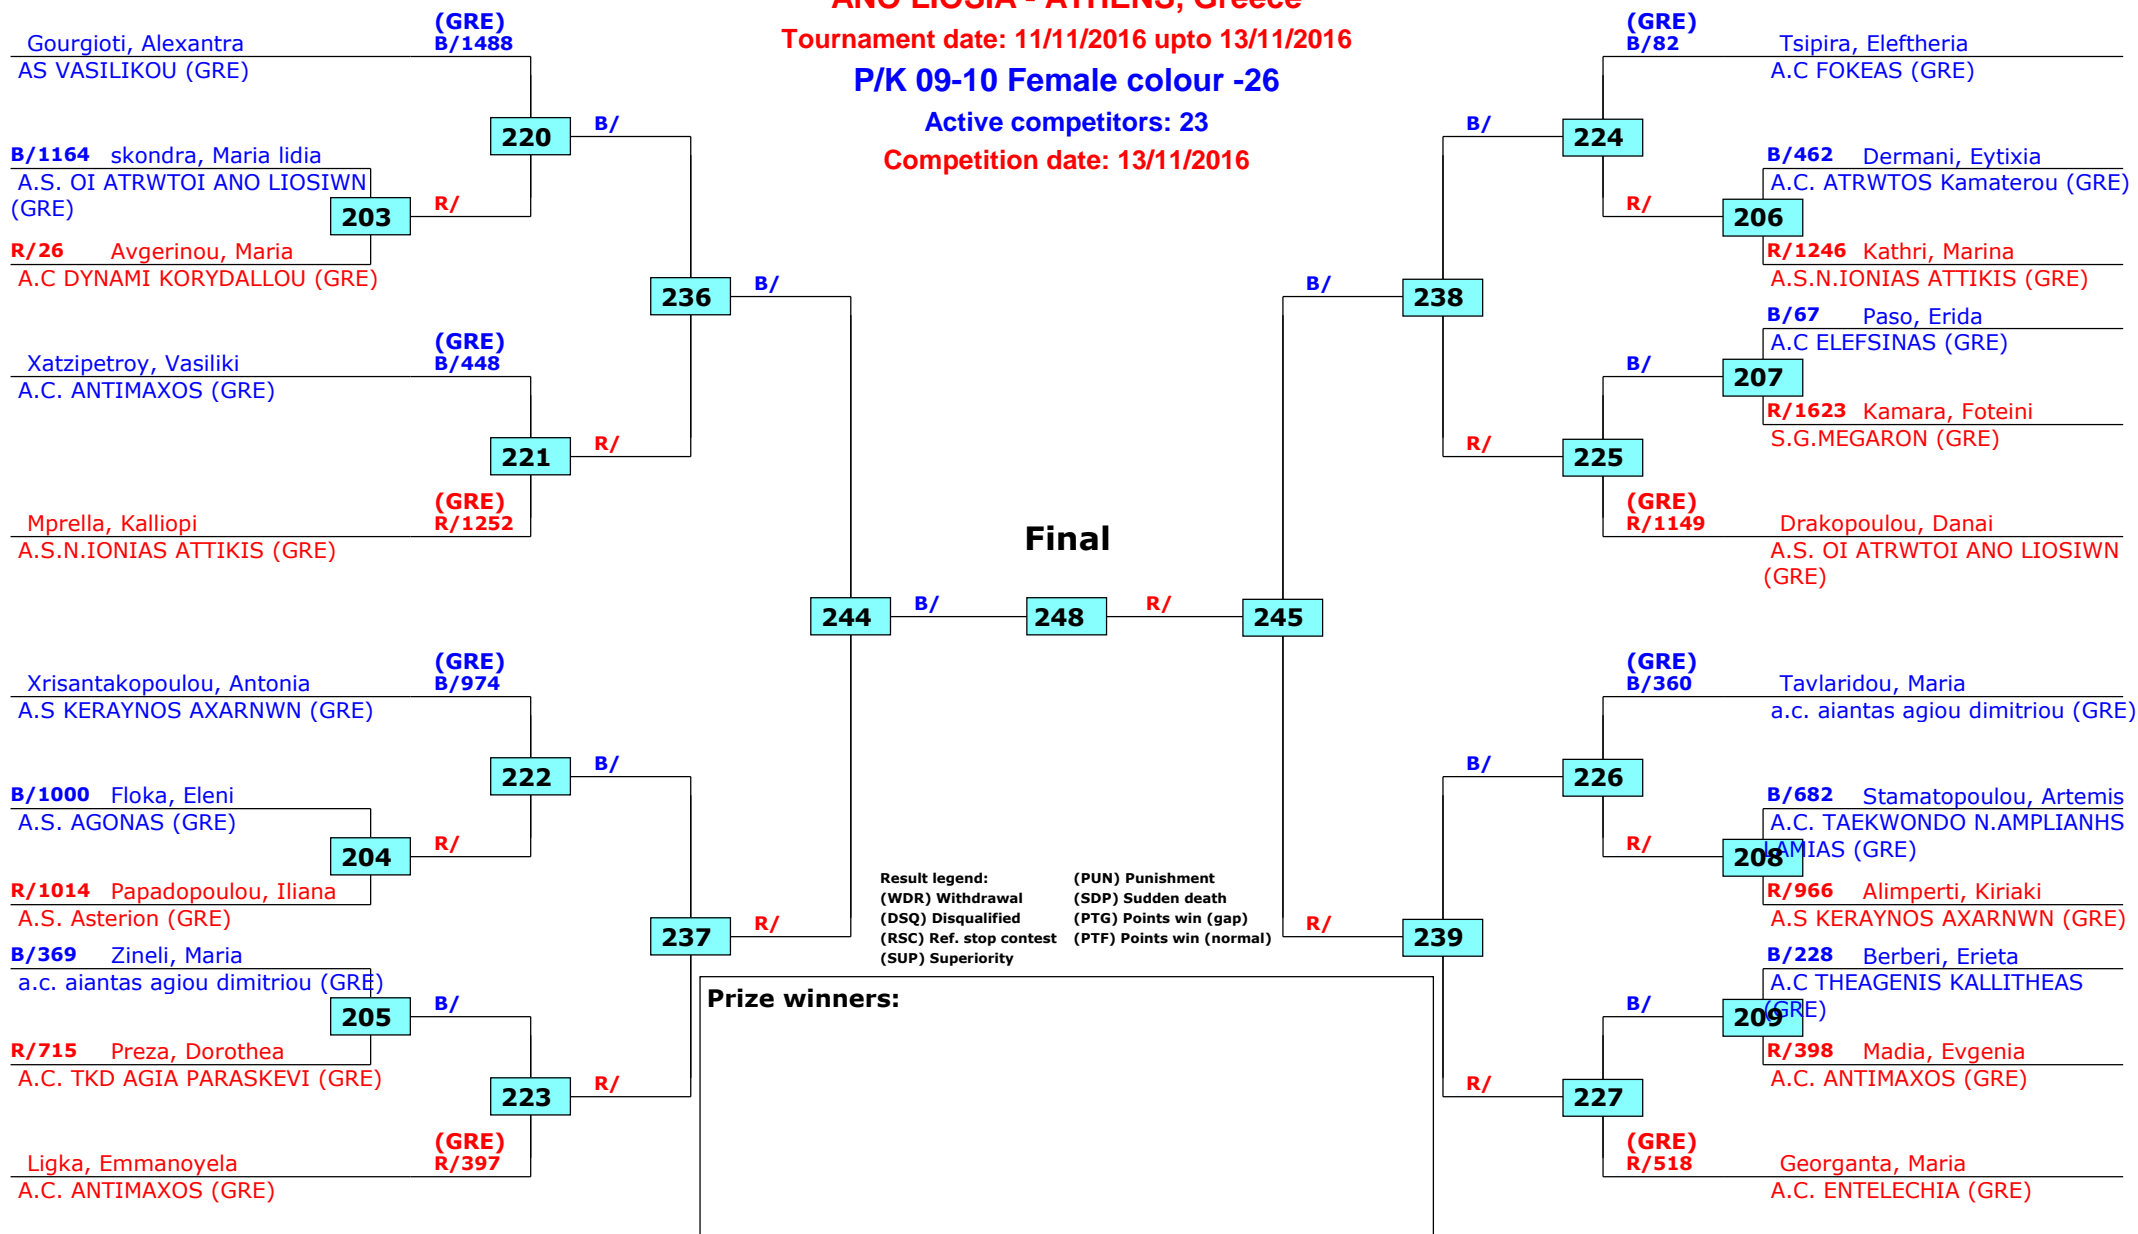 ANO LIOSIA - ATHENS, Greece
Tournament date: 11/11/2016 upto 13/11/2016
P/K 09-10 Female colour -26
Active competitors: 23
Competition date: 13/11/2016
(GRE)
Gourgioti, Alexantra B/1488
AS VASILIKOU (GRE)
220
B/
B/1164 skondra, Maria lidia
A.S. OI ATRWTOI ANO LIOSIWN
(GRE)
203
R/
R/26 Avgerinou, Maria
A.C DYNAMI KORYDALLOU (GRE)
236
B/
(GRE)
Xatzipetroy, Vasiliki B/448
A.C. ANTIMAXOS (GRE)
221
R/
(GRE)
Mprella, Kalliopi R/1252
A.S.N.IONIAS ATTIKIS (GRE)
244
B/
(GRE)
Xrisantakopoulou, Antonia B/974
A.S KERAYNOS AXARNWN (GRE)
222
B/
B/1000 Floka, Eleni
A.S. AGONAS (GRE)
204
R/
R/1014 Papadopoulou, Iliana
A.S. Asterion (GRE)
237
R/
B/369 Zineli, Maria
a.c. aiantas agiou dimitriou (GRE)
205
B/
R/715 Preza, Dorothea
A.C. TKD AGIA PARASKEVI (GRE)
223
R/
(GRE)
Ligka, Emmanoyela R/397
A.C. ANTIMAXOS (GRE)
Final
248
R/
245
(GRE)
B/82 Tsipira, Eleftheria
A.C FOKEAS (GRE)
B/
224
B/462 Dermani, Eytixia
A.C. ATRWTOS Kamaterou (GRE)
R/
206
R/1246 Kathri, Marina
A.S.N.IONIAS ATTIKIS (GRE)
B/
238
B/67 Paso, Erida
A.C ELEFSINAS (GRE)
B/
207
R/1623 Kamara, Foteini
S.G.MEGARON (GRE)
R/
225
(GRE)
R/1149 Drakopoulou, Danai
A.S. OI ATRWTOI ANO LIOSIWN
(GRE)
(GRE)
B/360 Tavlaridou, Maria
a.c. aiantas agiou dimitriou (GRE)
B/
226
B/682 Stamatopoulou, Artemis
A.C. TAEKWONDO N.AMPLIANHS
LAMIAS (GRE)
R/
208
R/966 Alimperti, Kiriaki
A.S KERAYNOS AXARNWN (GRE)
R/
239
B/228 Berberi, Erieta
A.C THEAGENIS KALLITHEAS
(GRE)
B/
209
R/398 Madia, Evgenia
A.C. ANTIMAXOS (GRE)
R/
227
(GRE)
R/518 Georganta, Maria
A.C. ENTELECHIA (GRE)
Result legend: (PUN) Punishment
(WDR) Withdrawal (SDP) Sudden death
(DSQ) Disqualified (PTG) Points win (gap)
(RSC) Ref. stop contest (PTF) Points win (normal)
(SUP) Superiority
Prize winners: